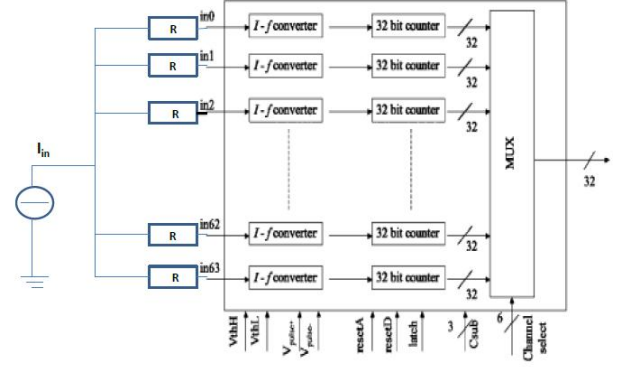 R in0 I-f converter 32 bit counter 32
R in1 I-f converter 32 bit counter 32
R in2 I-f converter 32 bit counter 32
Iin
MUX
32
R in62 I-f converter 32 bit counter 32
R in63 I-f converter 32 bit counter 32
VthH
VthL
Vpulse+
Vpulse-
resetA
resetD
latch
3
Csub
6
Channel
select